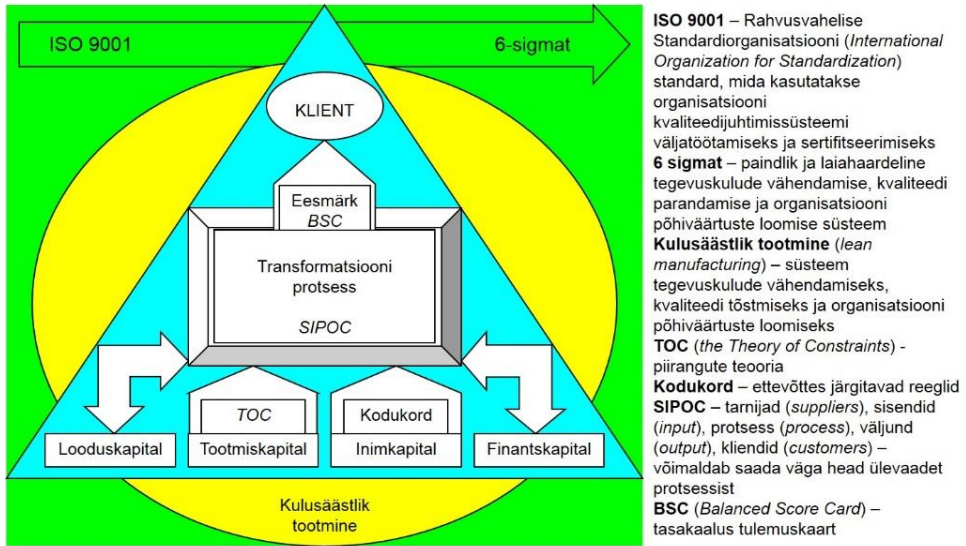 ISO 9001
6-sigmat
KLIENT
Eesmärk
BSC
Transformatsiooni
protsess
SIPOC
TOC
Kodukord
Looduskapital
Tootmiskapital
Inimkapital
Finantskapital
Kulusäästlik
tootmine
ISO 9001 – Rahvusvahelise
Standardiorganisatsiooni (International
Organization for Standardization)
standard, mida kasutatakse
organisatsiooni
kvaliteedijuhtimissüsteemi
väljatöötamiseks ja sertifitseerimiseks
6 sigmat – paindlik ja laiahaardeline
tegevuskulude vähendamise, kvaliteedi
parandamise ja organisatsiooni
põhiväärtuste loomise süsteem
Kulusäästlik tootmine (lean
manufacturing) – süsteem
tegevuskulude vähendamiseks,
kvaliteedi tõstmiseks ja organisatsiooni
põhiväärtuste loomiseks
TOC (the Theory of Constraints) -
piirangute teooria
Kodukord – ettevõttes järgitavad reeglid
SIPOC – tarnijad (suppliers), sisendid
(input), protsess (process), väljund
(output), kliendid (customers) –
võimaldab saada väga head ülevaadet
protsessist
BSC (Balanced Score Card) –
tasakaalus tulemuskaart